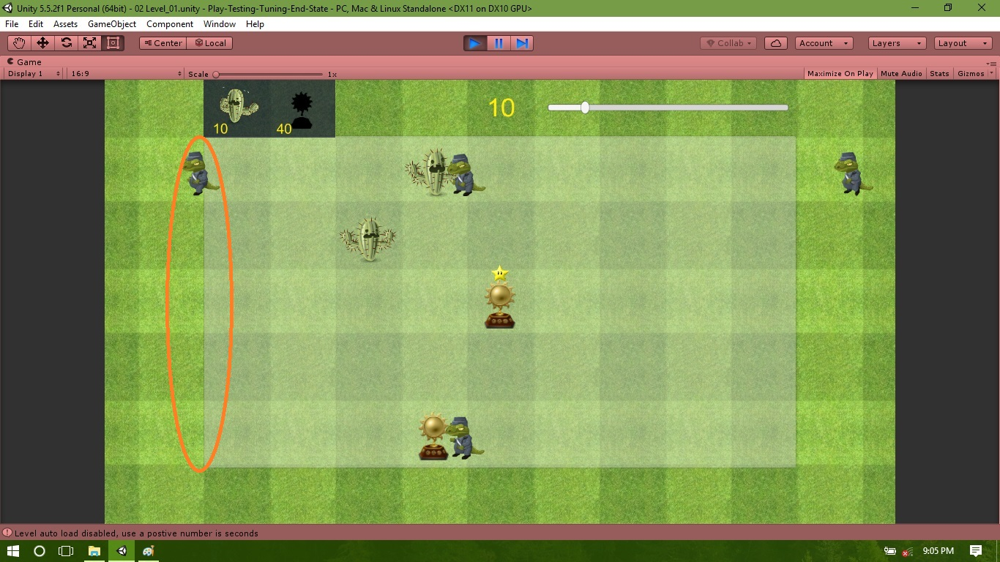 Unity 5.5.2f1 Personal (64bit) - 02 Level_01.unity - Play-Testing-Tuning-End-State - PC, Mac & Linux Standalone <DX11 on DX10 GPU>
File Edit Assets GameObject Component Window Help
Center Local Collab Account Layers Layout
Game
Display 1 16:9 Scale 1x Maximize On Play Mute Audio Stats Gizmos
10
10 40
Level auto load disabled, use a postive number is seconds
9:05 PM